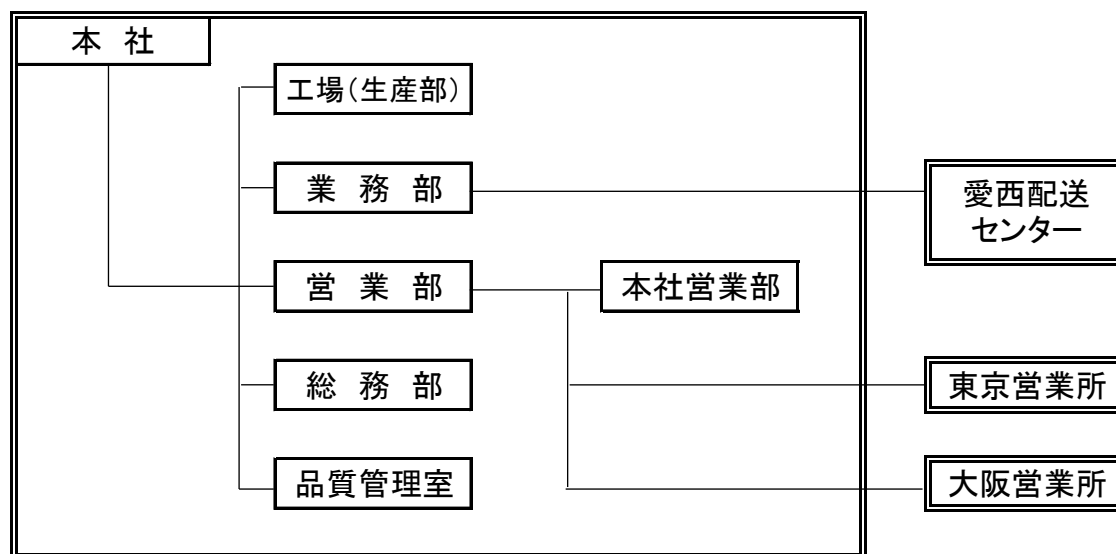 本 社
工場(生産部)
業 務 部
愛西配送
センター
営 業 部
本社営業部
総 務 部
東京営業所
品質管理室
大阪営業所